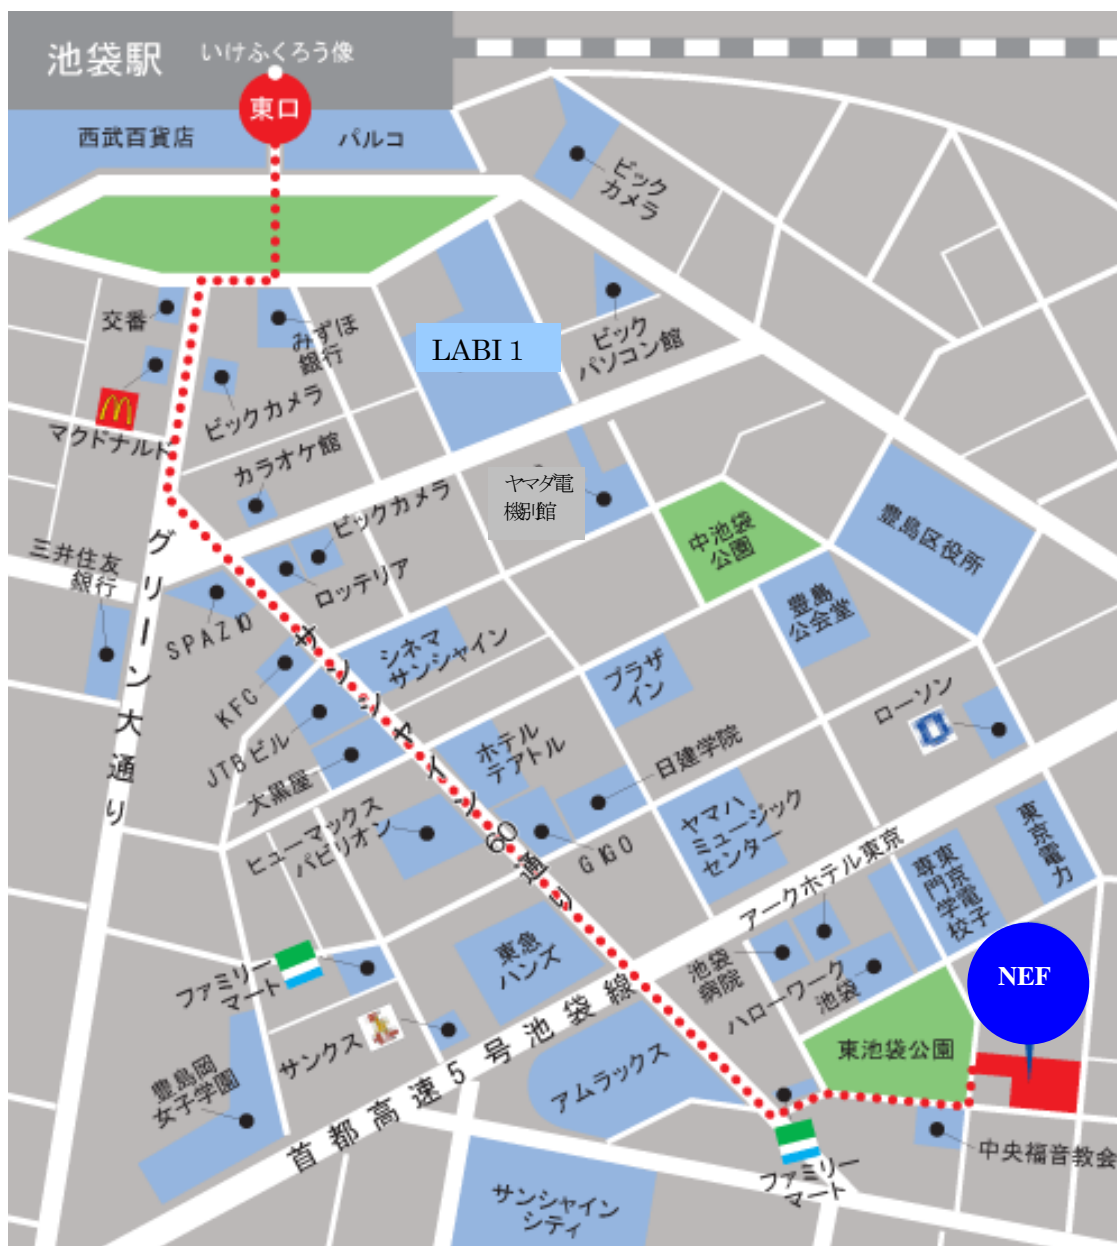 池袋駅
いけふくろう像
東口
西武百貨店
パルコ
ビック
カメラ
交番
みずほ
銀行
LABI 1
ビック
パソコン館
マクドナルド
ビックカメラ
カラオケ館
ビックカメラ
ヤマダ電
機別館
中池袋
公園
豊島区役所
三井住友
銀行
グリーン大通り
SPAZIO
ロッテリア
豊島
公会堂
サンシャイン60通り
シネマ
サンシャイン
KFC
プラザ
イン
JTBビル
ローソン
大黒屋
ホテル
テアトル
日建学院
ヒューマックス
パビリオン
GIGO
ヤマハ
ミュージック
センター
アークホテル東京
東京電子
専門学校
東京電力
ファミリー
マート
東急
ハンズ
池袋
病院
ハローワーク
池袋
NEF
サンクス
豊島岡
女子学園
首都高速5号池袋線
アムラックス
東池袋公園
ファミリー
マート
中央福音教会
サンシャイン
シティ